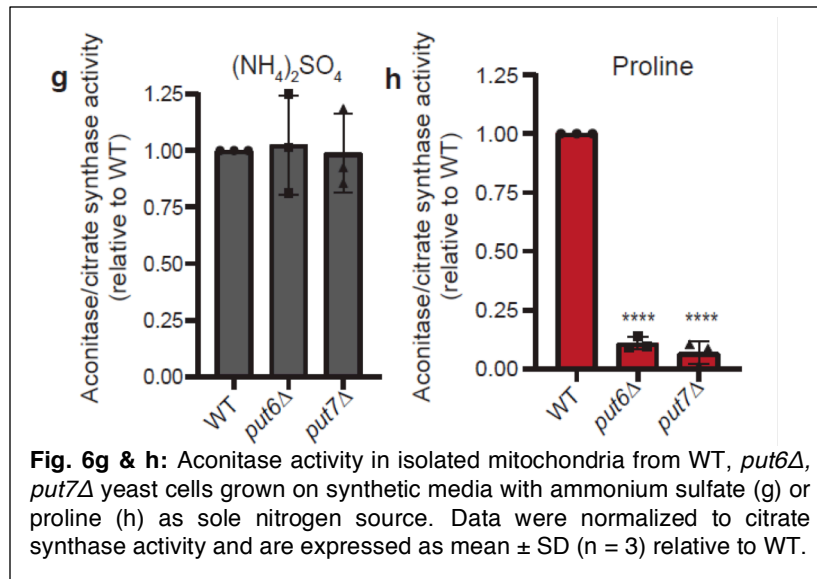 g
(NH₄)₂SO₄
Aconitase/citrate synthase activity
(relative to WT)
1.25
1.00
0.75
0.50
0.25
0.00
WT
put6Δ
put7Δ
h
Proline
Aconitase/citrate synthase activity
(relative to WT)
1.25
1.00
0.75
0.50
0.25
0.00
****
****
WT
put6Δ
put7Δ
Fig. 6g & h: Aconitase activity in isolated mitochondria from WT, put6Δ,
put7Δ yeast cells grown on synthetic media with ammonium sulfate (g) or
proline (h) as sole nitrogen source. Data were normalized to citrate
synthase activity and are expressed as mean ± SD (n = 3) relative to WT.